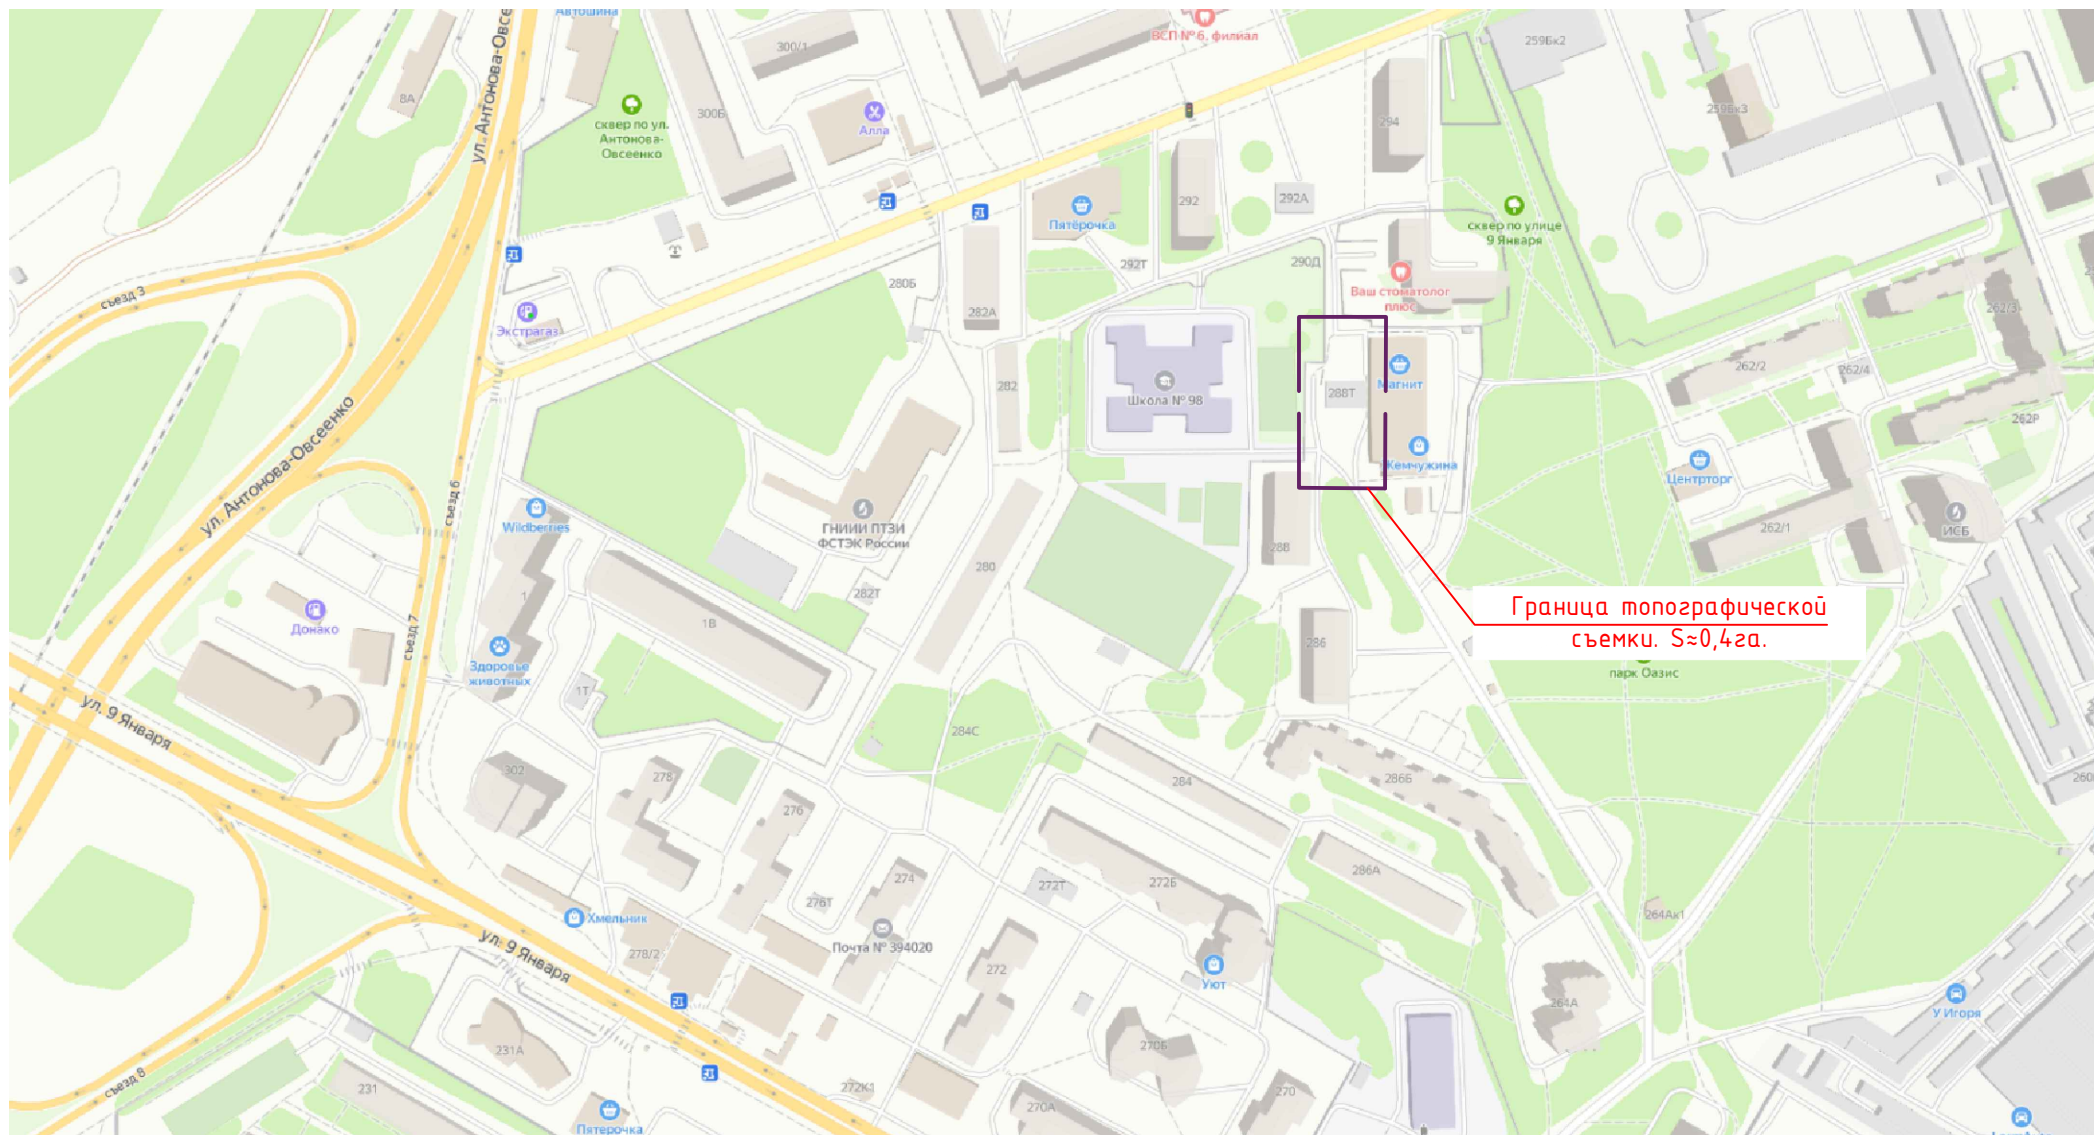 Автошина
ВСП №6, филиал
ул. Антонова-Овсе
300/1
8А
259Бк2
259Бк3
сквер по ул.
Антонова-
Овсеенко
300Б
Алла
294
292
292А
Пятёрочка
сквер по улице
9 Января
292Т
290Д
280Б
282А
съезд 3
Экстрагаз
Ваш стоматолог
плюс
262/3
262/2
262/4
Магнит
288Т
282
Школа № 98
262Р
ул. Антонова-Овсеенко
съезд 6
Жемчужина
Центрторг
Wildberries
ГНИИИ ПТЗИ
ФСТЭК России
262/1
ИСБ
288
280
282Т
1
1В
Граница топографической
съемки. S≈0,4га.
Донако
съезд 7
286
Здоровье
животных
1Т
парк Оазис
ул. 9 Января
284С
302
278
284
286Б
260
276
274
272Т
272Б
286А
276Т
Хмельник
264Ак1
ул. 9 Января
278/2
Почта № 394020
272
Уют
264А
У Игоря
231А
270Б
съезд 8
231
272К1
270А
270
Пятерочка